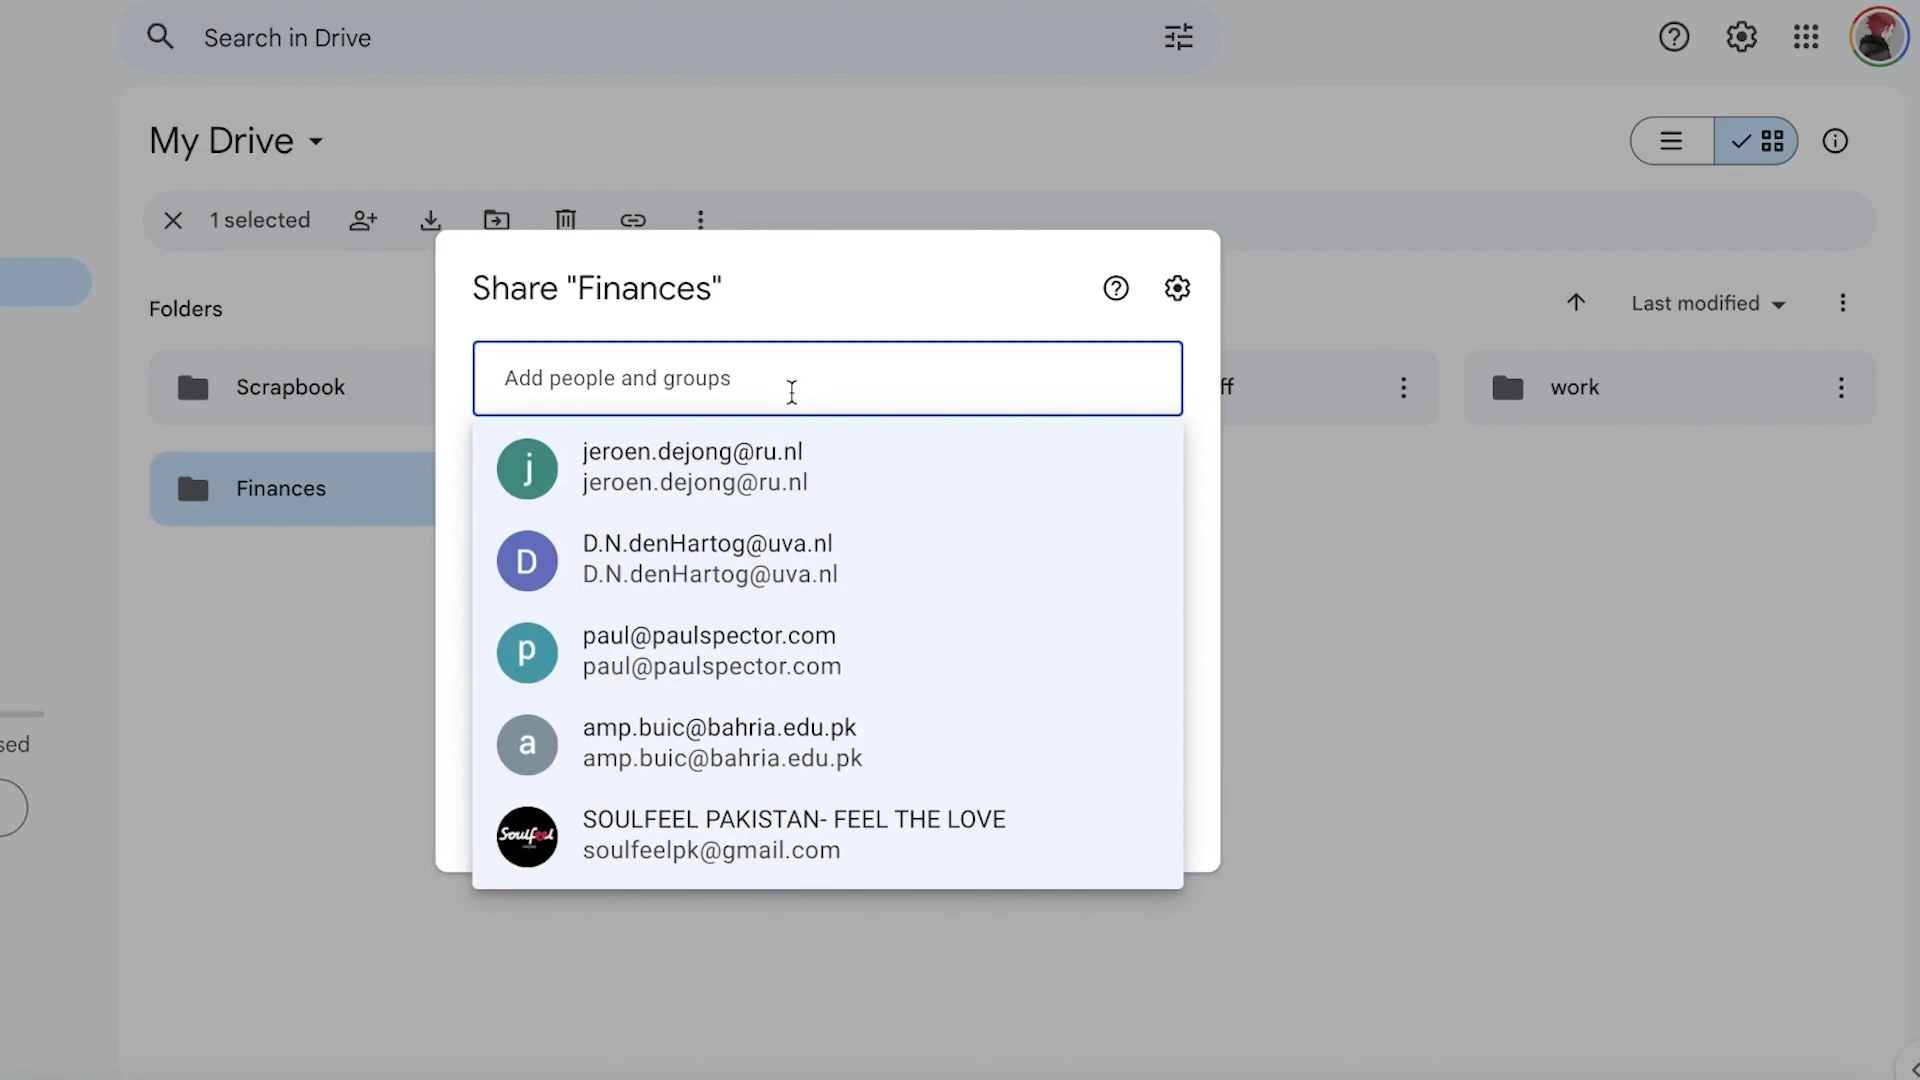 Search in Drive
My Drive
1 selected
Share "Finances"
Folders
Last modified
Add people and groups
Scrapbook
ff
work
Finances
j
jeroen.dejong@ru.nl
jeroen.dejong@ru.nl
D
D.N.denHartog@uva.nl
D.N.denHartog@uva.nl
p
paul@paulspector.com
paul@paulspector.com
a
amp.buic@bahria.edu.pk
amp.buic@bahria.edu.pk
sed
Soulfeel
SOULFEEL PAKISTAN- FEEL THE LOVE
soulfeelpk@gmail.com